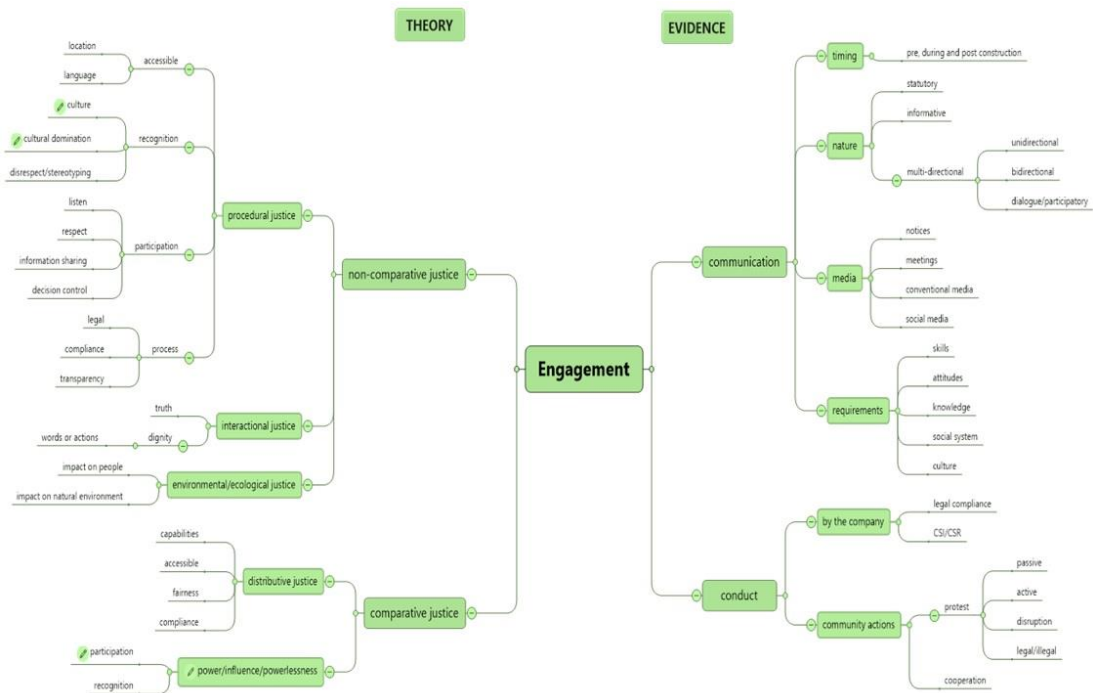 THEORY
EVIDENCE
location
language
accessible
culture
cultural domination
disrespect/stereotyping
recognition
listen
respect
information sharing
decision control
participation
legal
compliance
transparency
process
procedural justice
truth
words or actions
dignity
interactional justice
impact on people
impact on natural environment
environmental/ecological justice
non-comparative justice
capabilities
accessible
fairness
compliance
distributive justice
participation
recognition
power/influence/powerlessness
comparative justice
Engagement
communication
timing
pre, during and post construction
nature
statutory
informative
multi-directional
unidirectional
bidirectional
dialogue/participatory
media
notices
meetings
conventional media
social media
requirements
skills
attitudes
knowledge
social system
culture
conduct
by the company
legal compliance
CSI/CSR
community actions
protest
passive
active
disruption
legal/illegal
cooperation